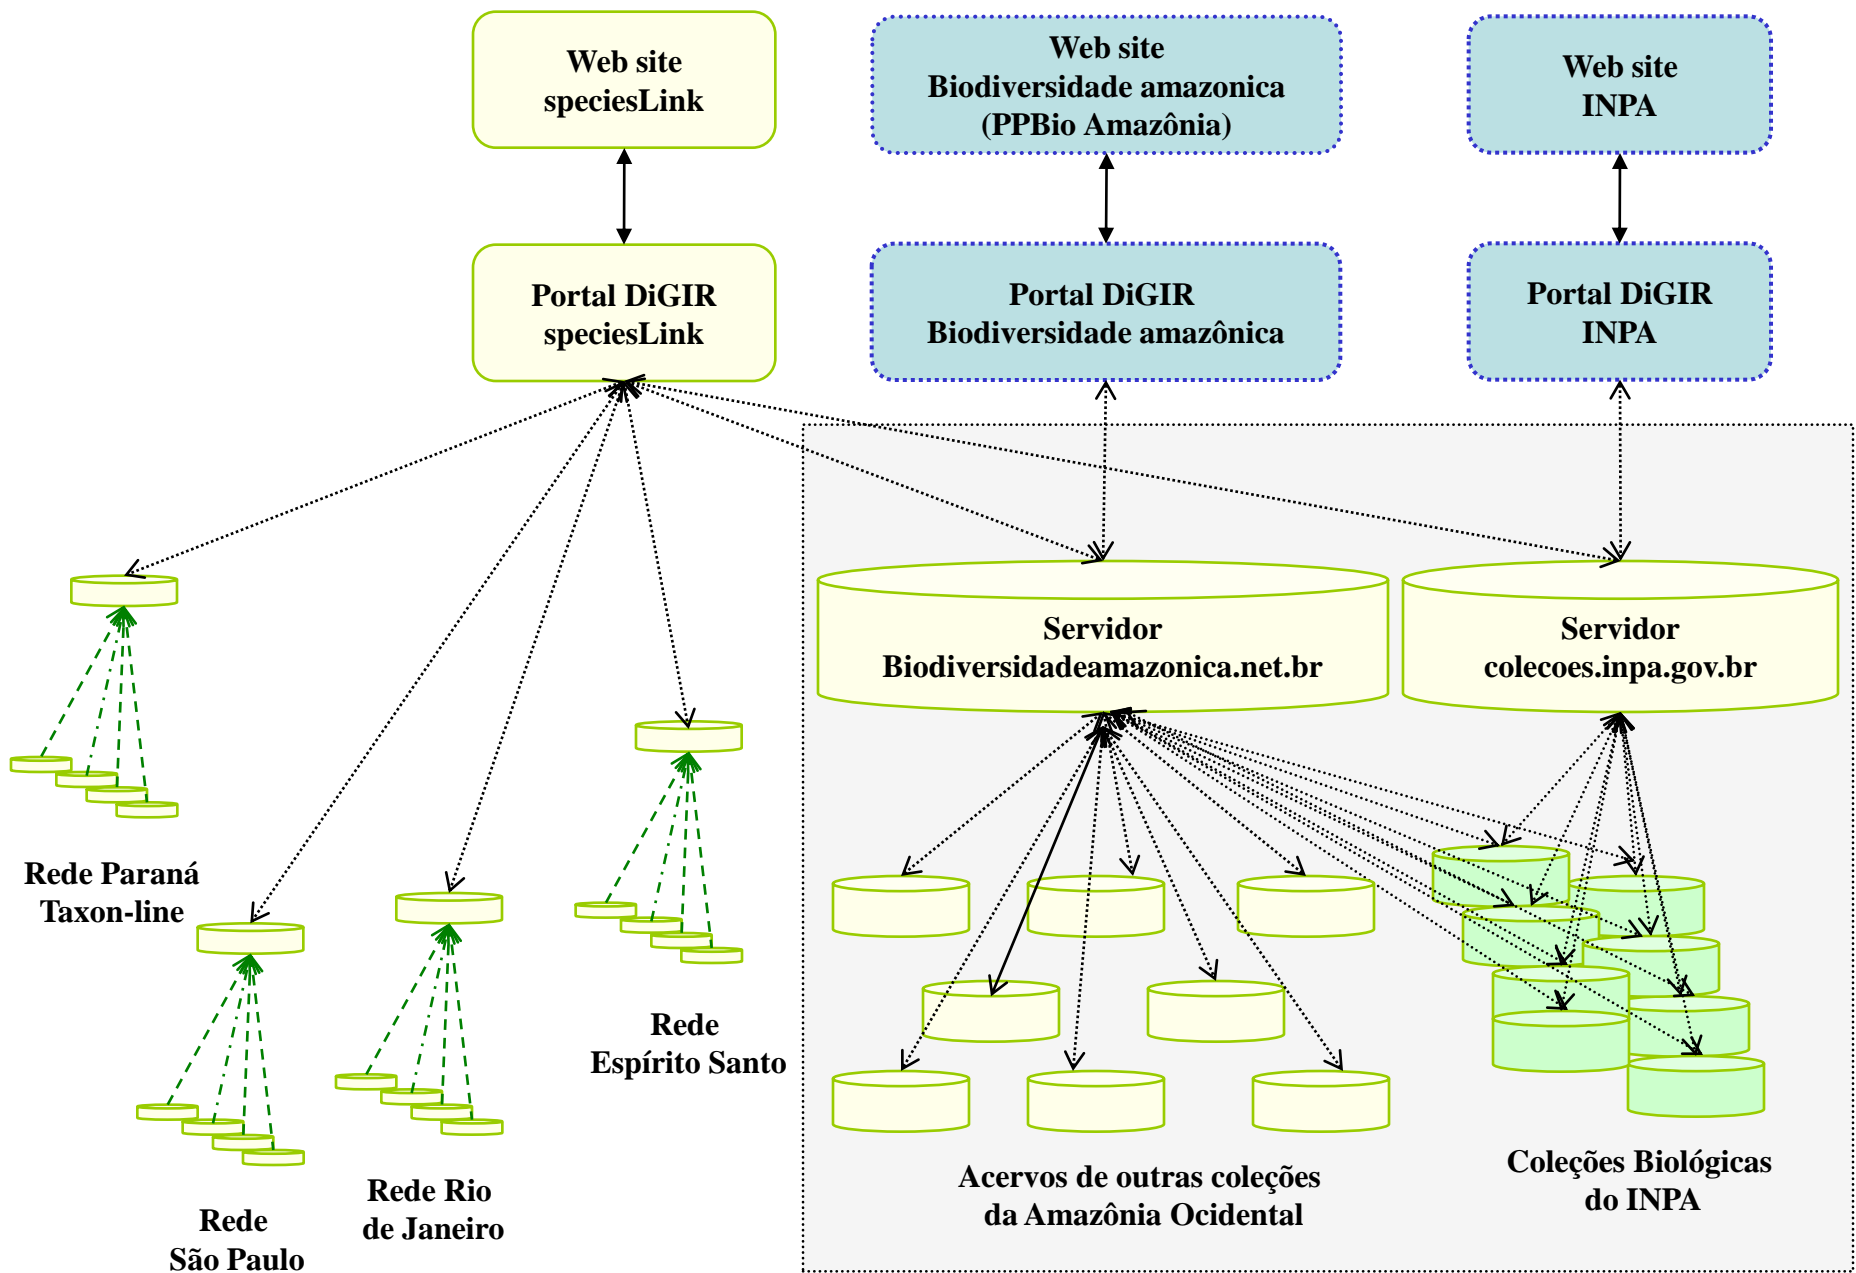 Web site
speciesLink
Web site
Biodiversidade amazonica
(PPBio Amazônia)
Web site
INPA
Portal DiGIR
speciesLink
Portal DiGIR
Biodiversidade amazônica
Portal DiGIR
INPA
Servidor
Biodiversidadeamazonica.net.br
Servidor
colecoes.inpa.gov.br
Rede Paraná
Taxon-line
Rede
São Paulo
Rede Rio
de Janeiro
Rede
Espírito Santo
Acervos de outras coleções
da Amazônia Ocidental
Coleções Biológicas
do INPA